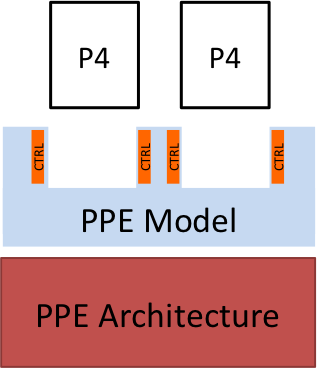 P4
P4
CTRL
CTRL
CTRL
CTRL
PPE Model
PPE Architecture